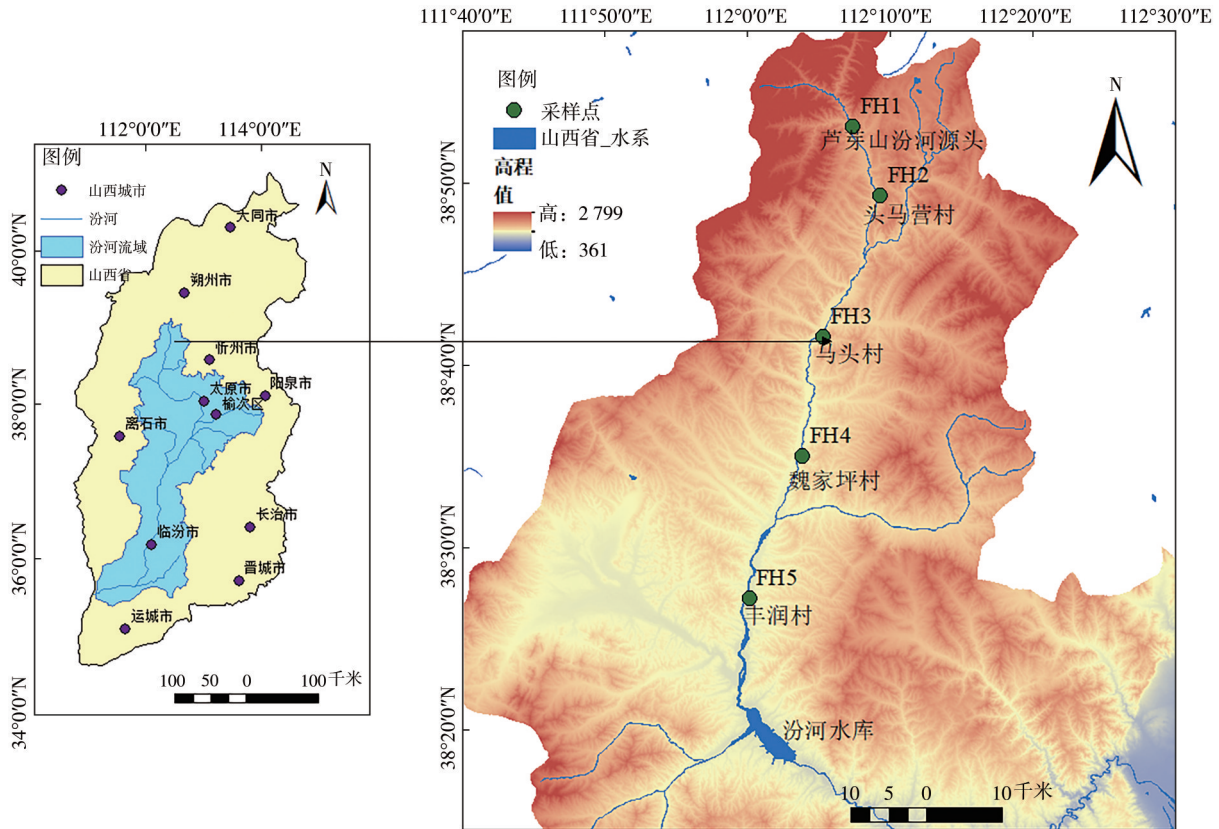 112°0′0″E 114°0′0″E
图例
山西城市
汾河
汾河流域
山西省
N
40°0′0″N
38°0′0″N
36°0′0″N
34°0′0″N
大同市
朔州市
忻州市
阳泉市
太原市
榆次区
离石市
长治市
临汾市
晋城市
运城市
100 50 0 100千米
111°40′0″E 111°50′0″E 112°0′0″E 112°10′0″E 112°20′0″E 112°30′0″E
图例
采样点
山西省_水系
高程
值
高：2 799
低：361
N
38°50′0″N
38°40′0″N
38°30′0″N
38°20′0″N
FH1
芦芽山汾河源头
FH2
头马营村
FH3
马头村
FH4
魏家坪村
FH5
丰润村
汾河水库
10 5 0 10千米